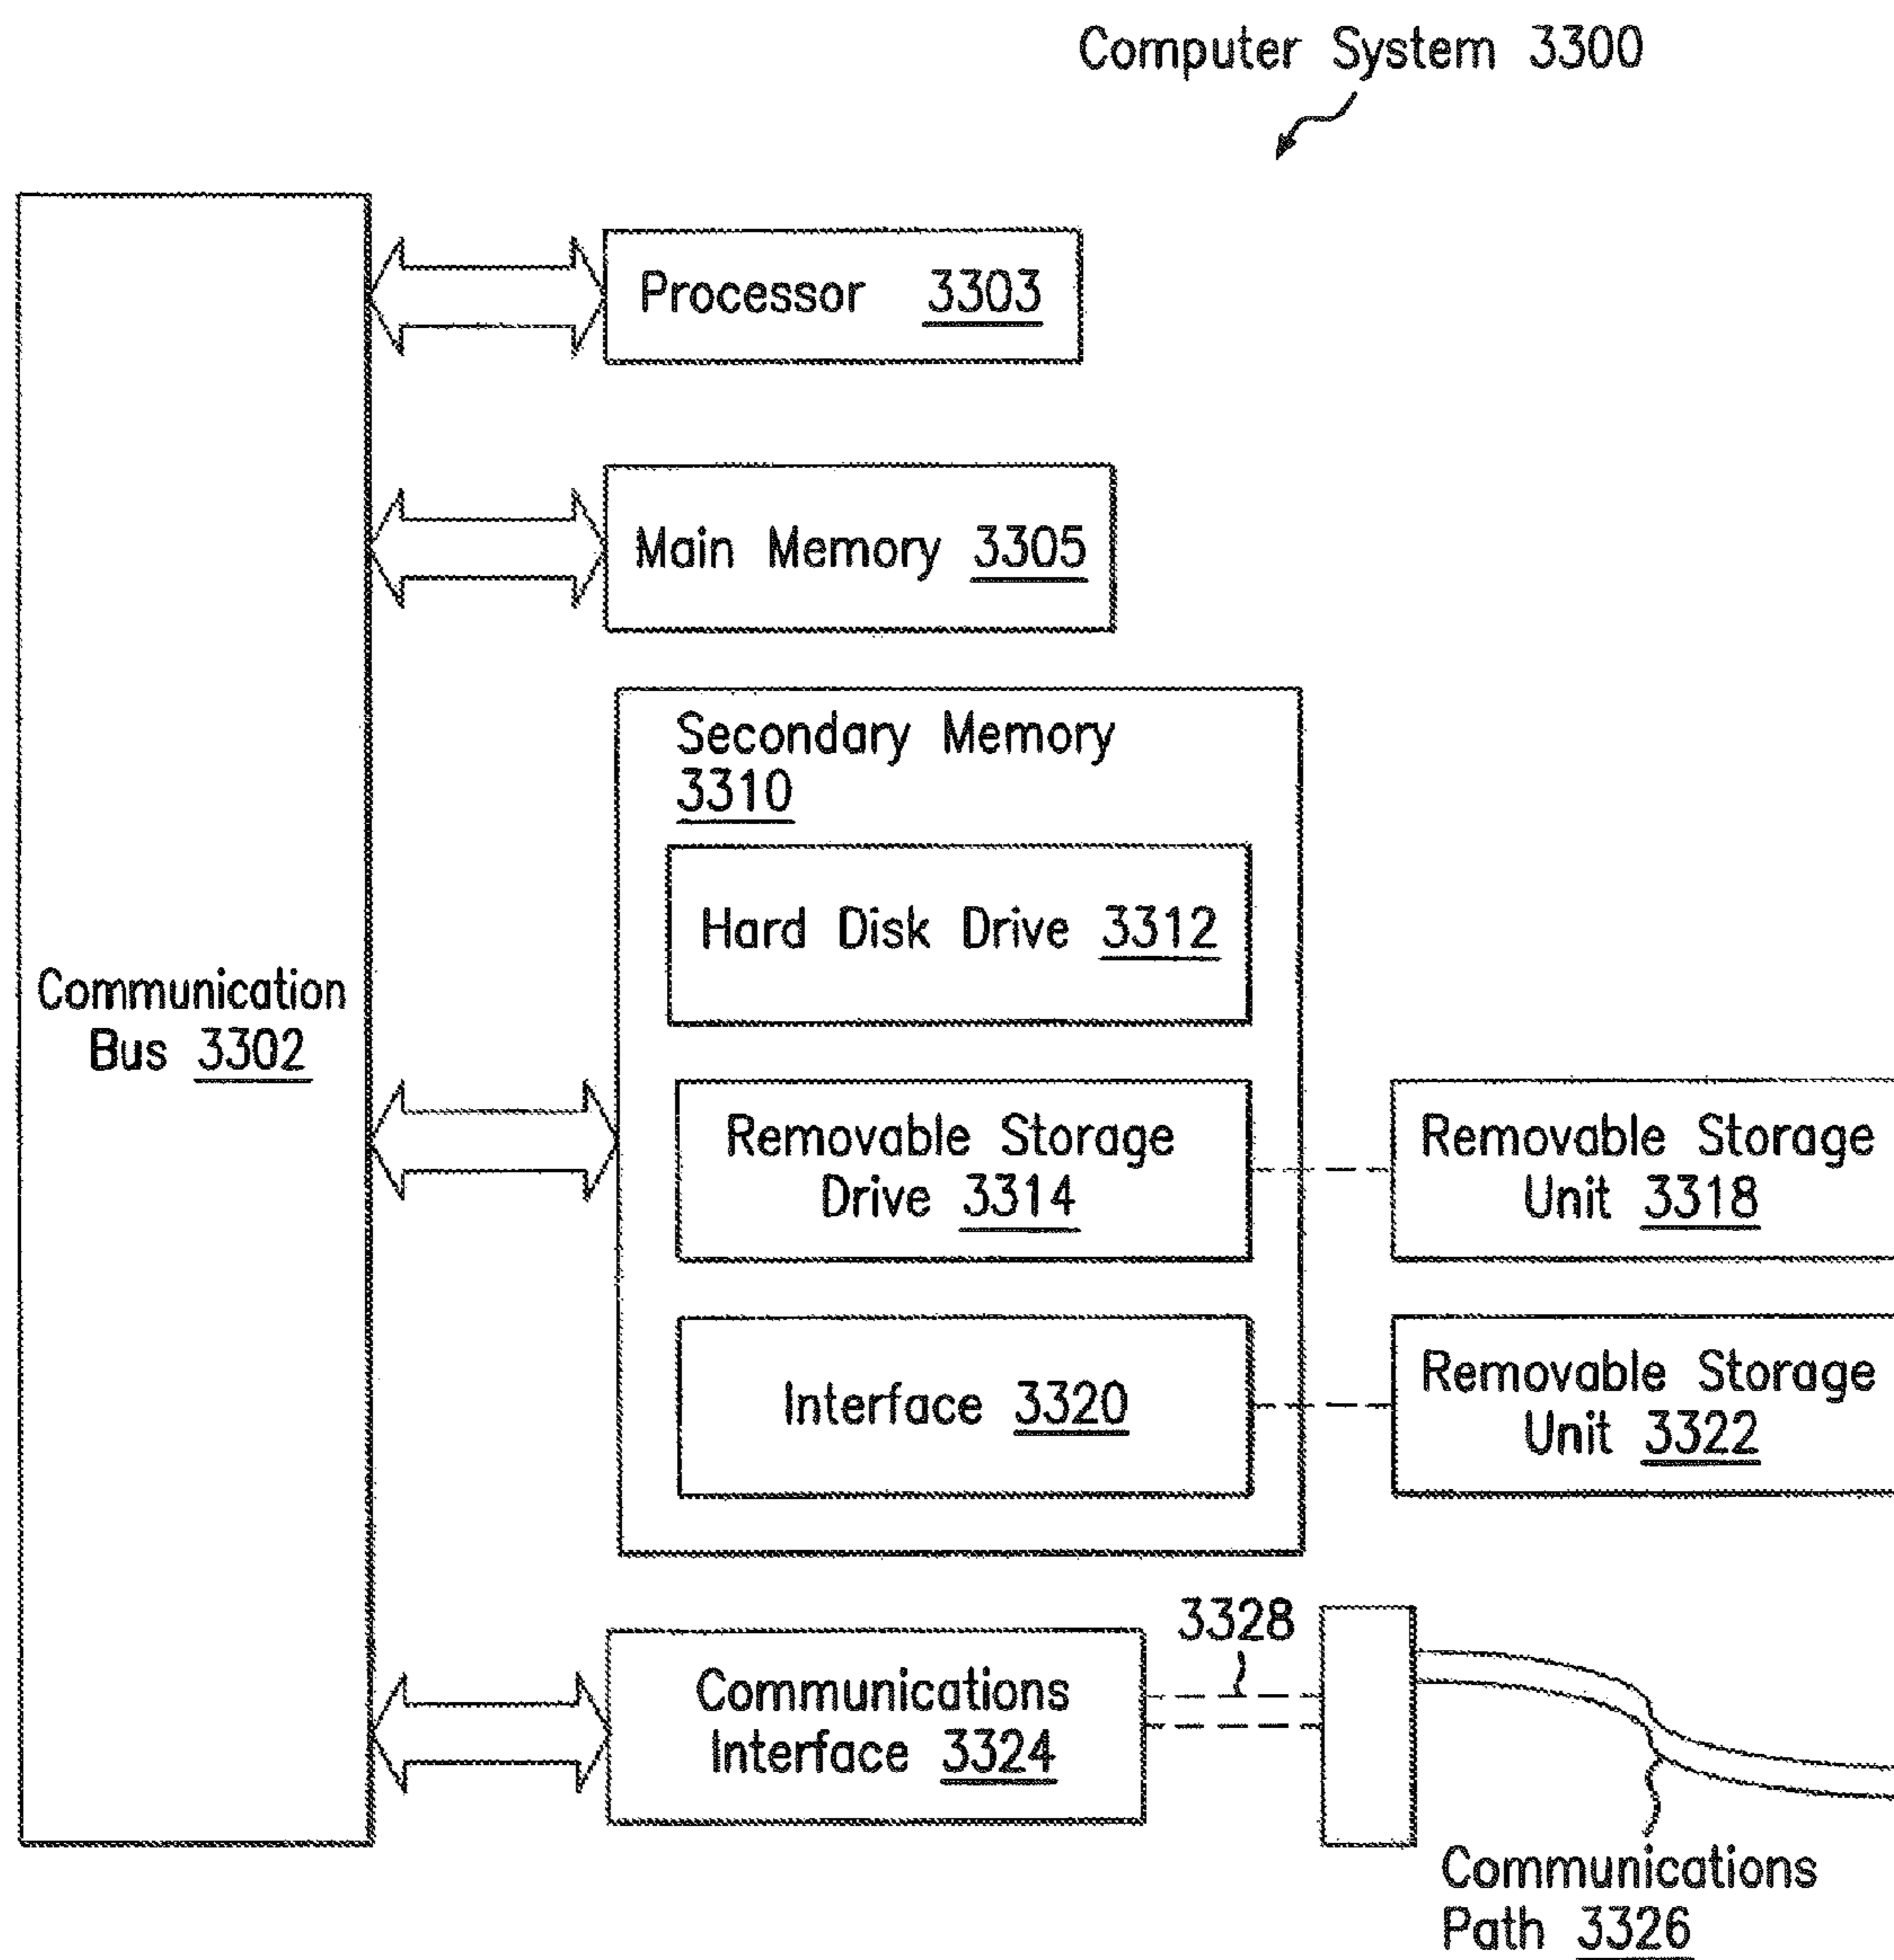 Computer System 3300
Processor 3303
Main Memory 3305
Secondary Memory
3310
Hard Disk Drive 3312
Communication
Bus 3302
Removable Storage
Drive 3314
Removable Storage
Unit 3318
Interface 3320
Removable Storage
Unit 3322
3328
Communications
Interface 3324
Communications
Path 3326